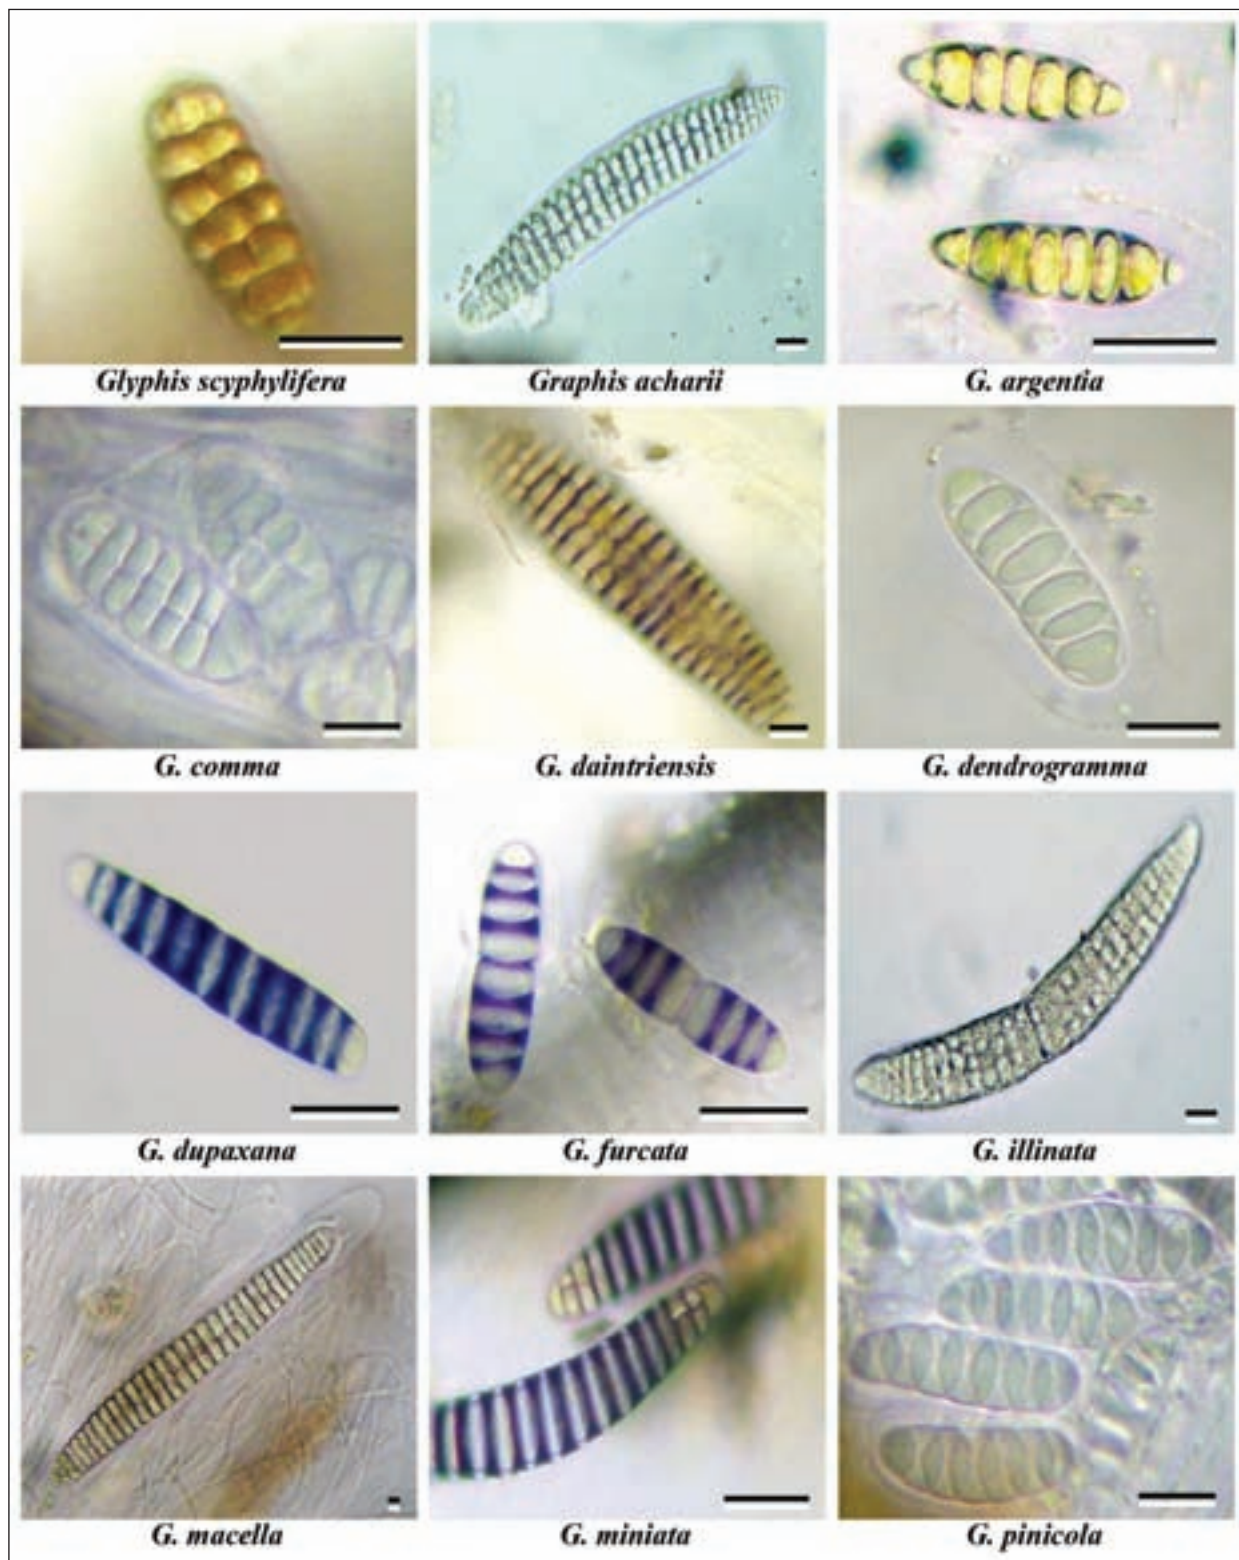 Glyphis scyphylifera
Graphis acharii
G. argentia
G. comma
G. daintriensis
G. dendrogramma
G. dupaxana
G. furcata
G. illinata
G. macella
G. miniata
G. pinicola